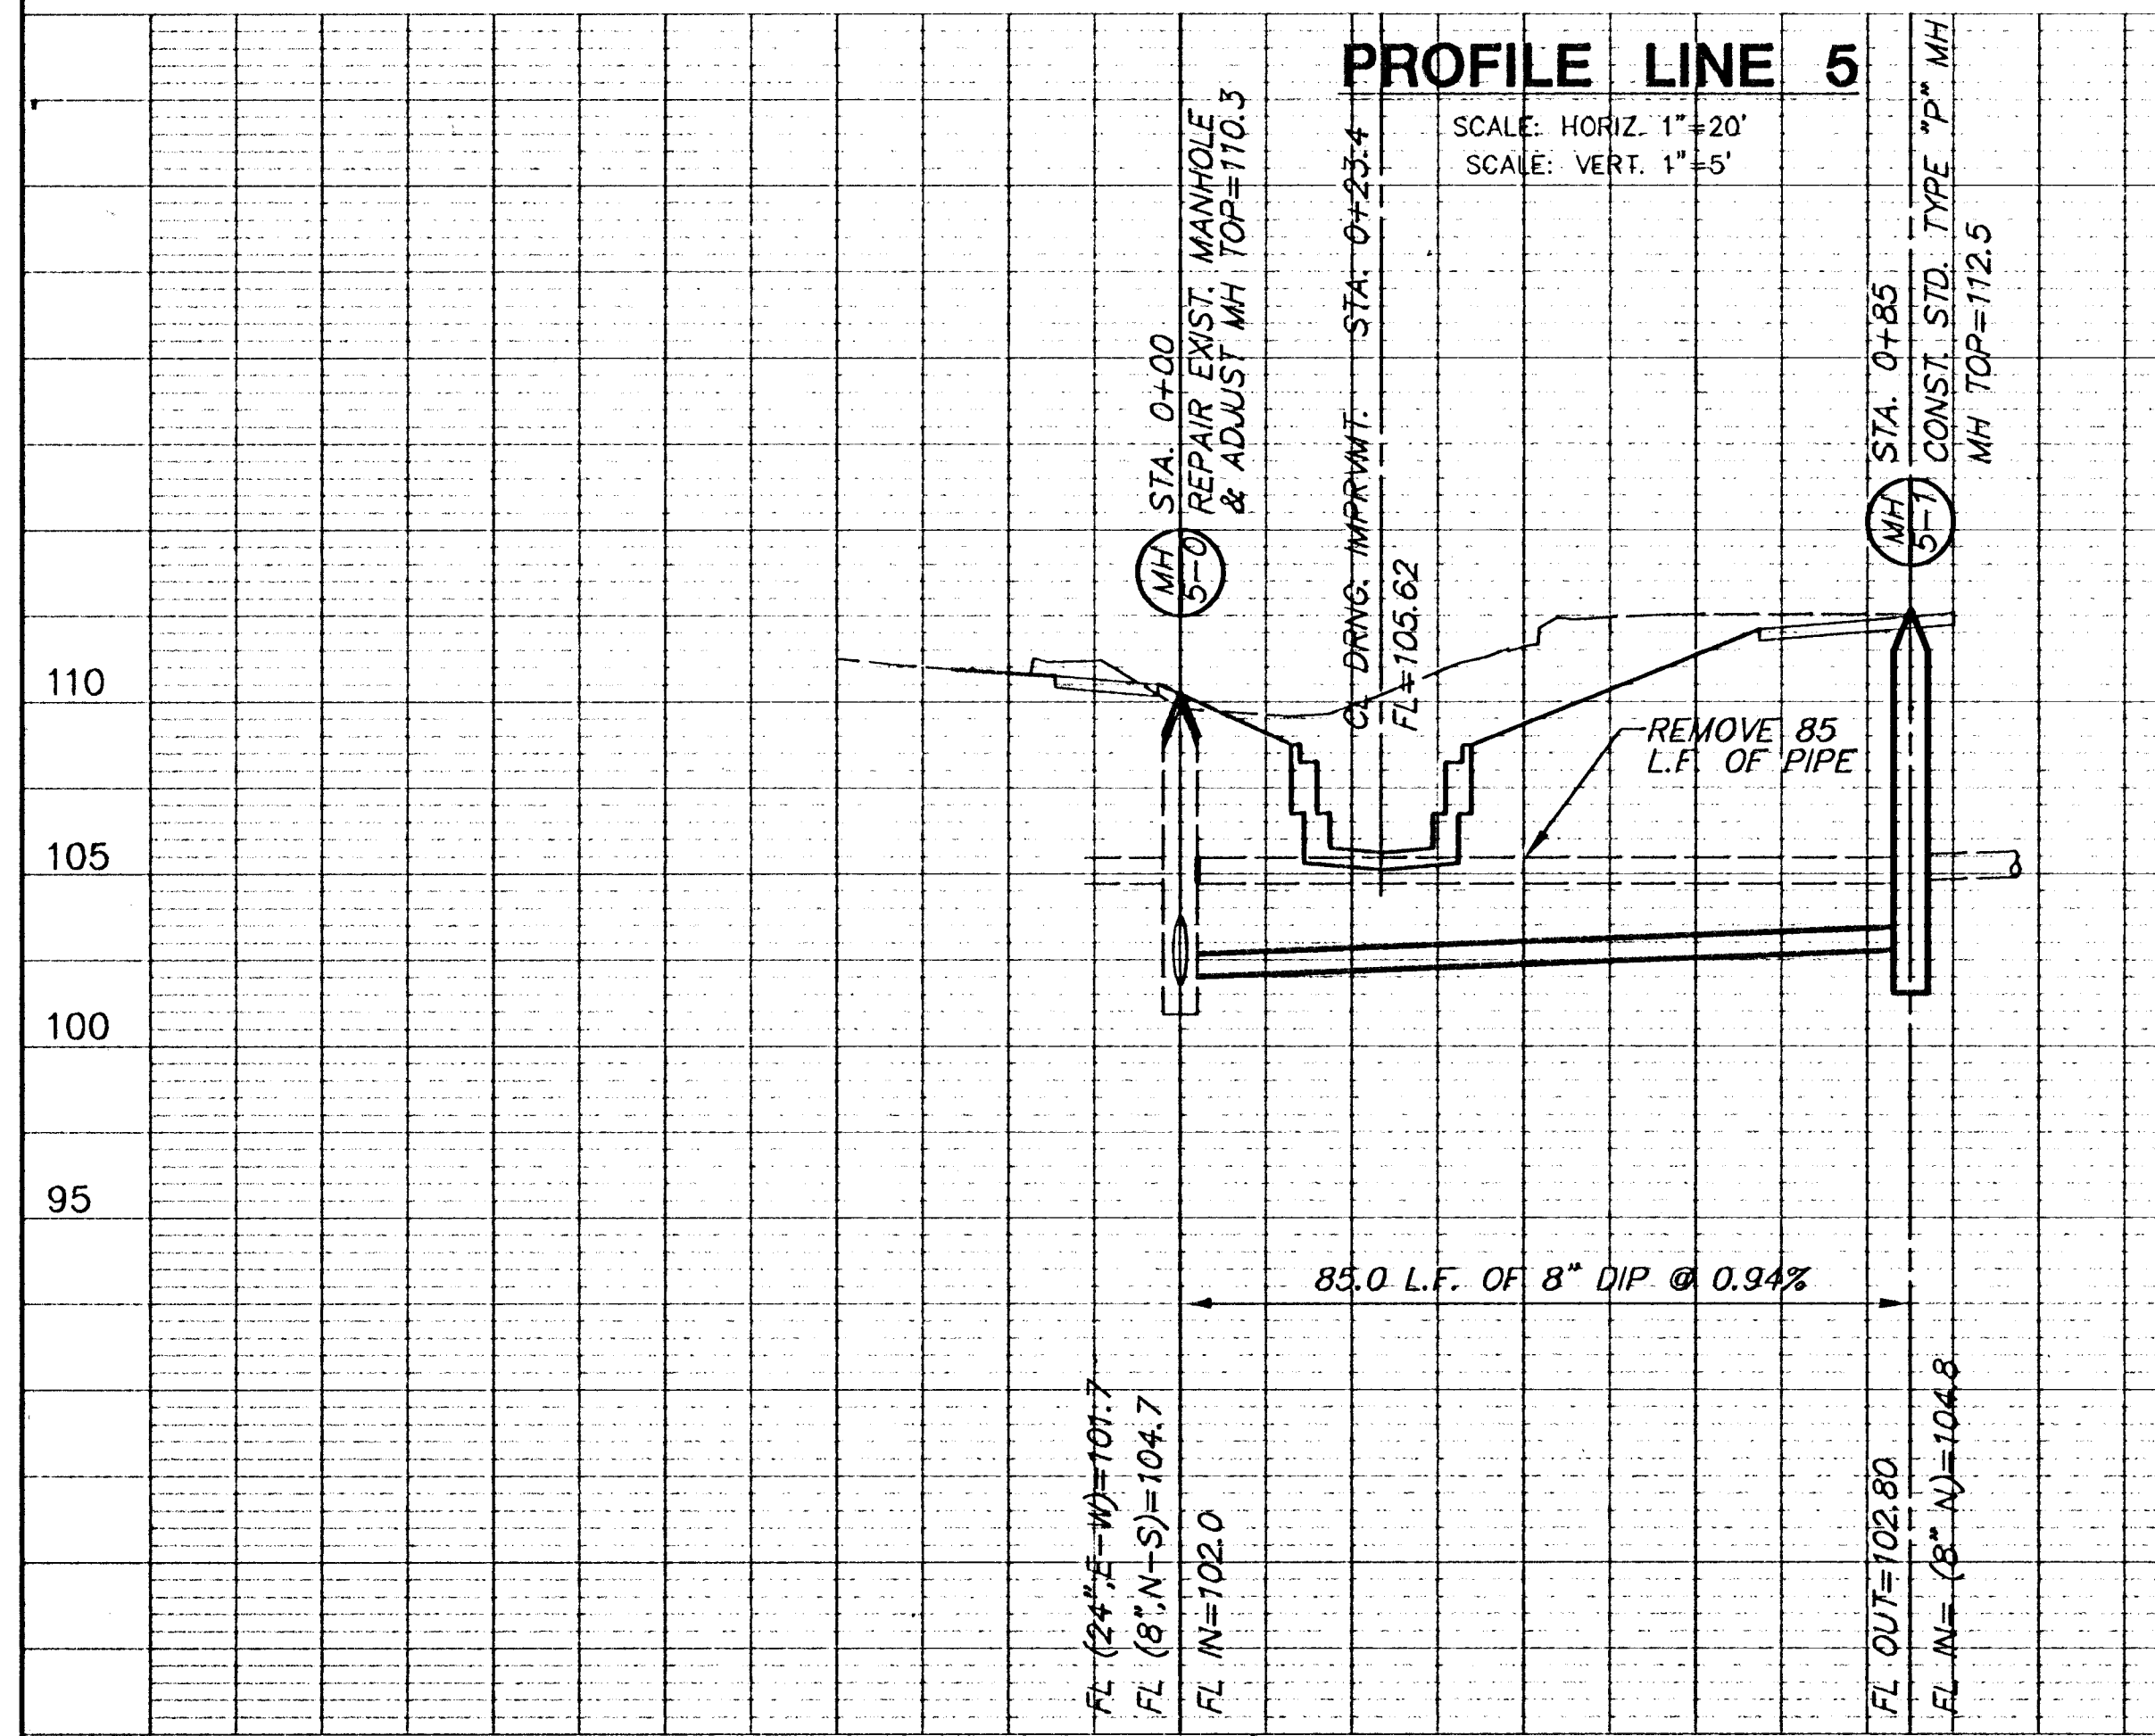 PROFILE LINE 5
SCALE: HORIZ. 1"=20'
SCALE: VERT. 1"=5'
STA. 0+00
REPAIR EXIST. MANHOLE
& ADJUST MH TOP=110.3
MH
5-0
CL DRNG. IMPRVMT. STA. 0+23.4
FL=105.62
STA. 0+85
CONST. STD. TYPE "P" MH
MH TOP=112.5
MH
5-1
REMOVE 85
L.F. OF PIPE
110
105
100
95
85.0 L.F. OF 8" DIP @ 0.94%
FL (24",E-W)=101.7
FL (8",N-S)=104.7
FL IN=102.0
FL OUT=102.80
FL IN= (8" N)=104.8